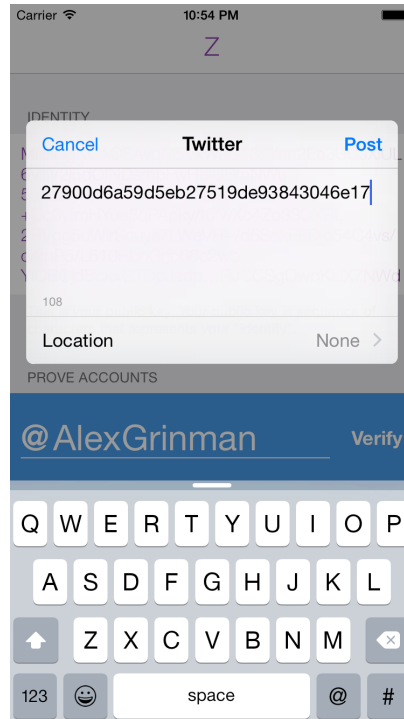 Carrier 10:54 PM
Z
IDENTITY
Cancel Twitter Post
27900d6a59d5eb27519de93843046e17
108
Location None >
PROVE ACCOUNTS
@AlexGrinman Verify
Q W E R T Y U I O P
A S D F G H J K L
Z X C V B N M
123 space @ #